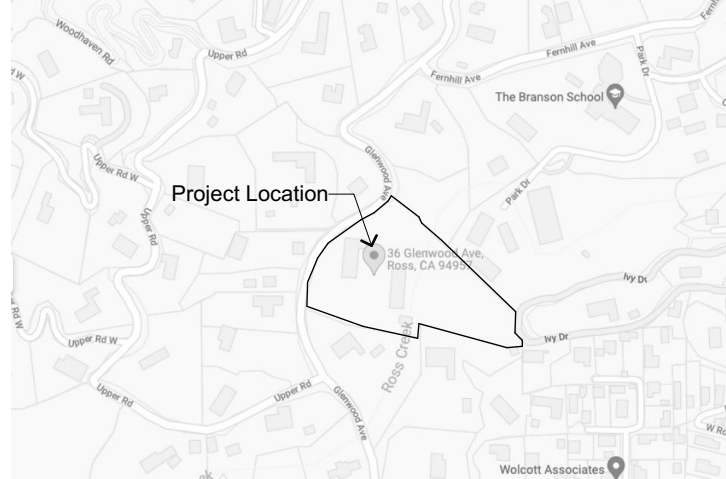 Woodhaven Rd
Upper Rd
Fernhill Ave
Fernhill Ave
Park Dr
The Branson School
Glenwood Ave
Upper Rd W
Project Location
Park Dr
Upper Rd
36 Glenwood Ave,
Ross, CA 94957
Ivy Dr
Ivy Dr
Upper Rd W
Ross Creek
Upper Rd
Upper Rd
Glenwood Ave
W Rd
Wolcott Associates